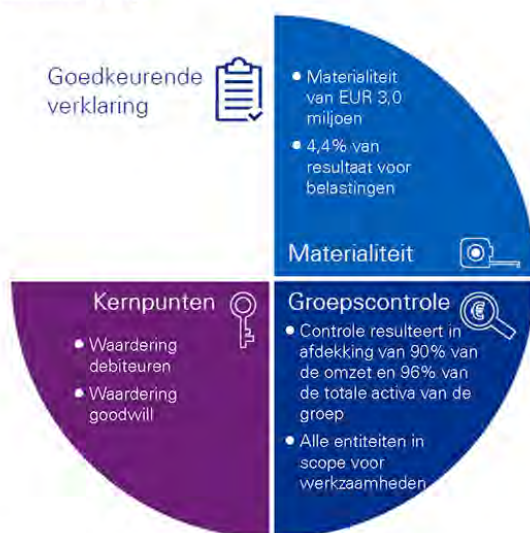 Goedkeurende
verklaring
• Materialiteit
van EUR 3,0
miljoen
• 4,4% van
resultaat voor
belastingen
Materialiteit
Kernpunten
• Waardering
debiteuren
• Waardering
goodwill
Groepscontrole
• Controle resulteert in
afdekking van 90% van
de omzet en 96% van
de totale activa van de
groep
• Alle entiteiten in
scope voor
werkzaamheden